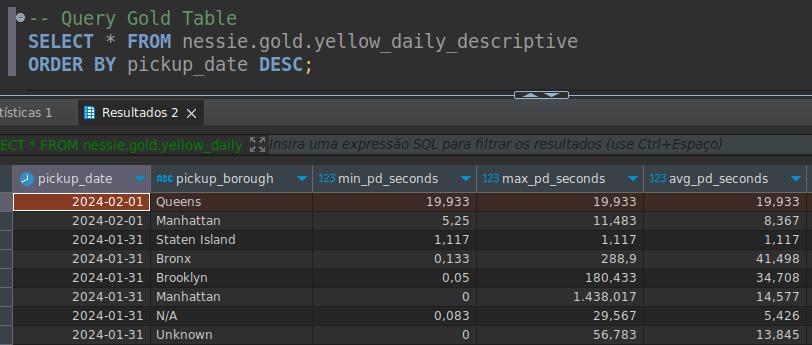 -- Query Gold Table
SELECT * FROM nessie.gold.yellow_daily_descriptive
ORDER BY pickup_date DESC;
tísticas 1 Resultados 2
ECT * FROM nessie.gold.yellow_daily Insira uma expressão SQL para filtrar os resultados (use Ctrl+Espaço)
pickup_date ABC pickup_borough 123 min_pd_seconds 123 max_pd_seconds 123 avg_pd_seconds
2024-02-01 Queens 19,933 19,933 19,933
2024-02-01 Manhattan 5,25 11,483 8,367
2024-01-31 Staten Island 1,117 1,117 1,117
2024-01-31 Bronx 0,133 288,9 41,498
2024-01-31 Brooklyn 0,05 180,433 34,708
2024-01-31 Manhattan 0 1.438,017 14,577
2024-01-31 N/A 0,083 29,567 5,426
2024-01-31 Unknown 0 56,783 13,845